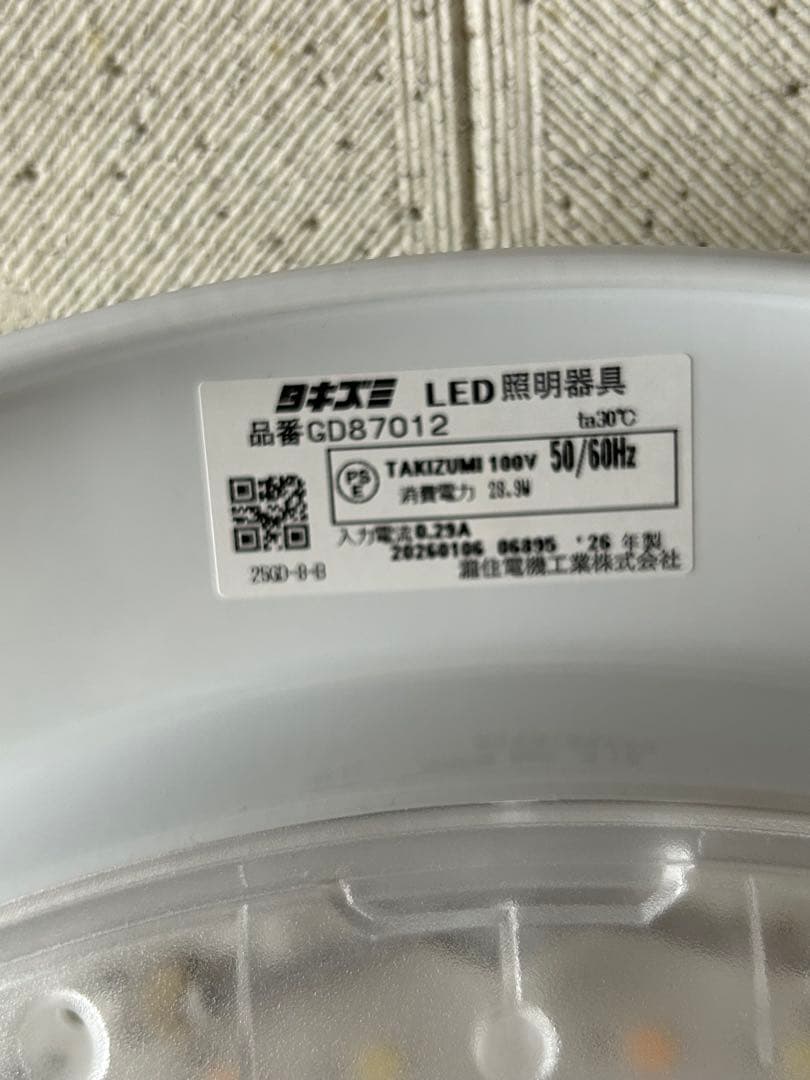 タキズミ LED照明器具
品番GD87012 ta30℃
PS E TAKIZUMI 100V 50/60Hz
消費電力 28.9W
入力電流0.29A
20260106 06895 '26 年製
25GD-8-B 瀧住電機工業株式会社